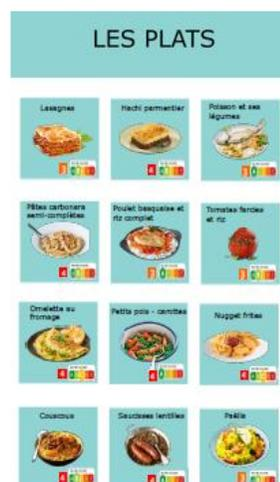 LES PLATS
Lasagnes
Hachi parmentier
Poisson et ses
légumes
Pâtes carbonara
semi-complètes
Poulet basquaise et
riz complet
Tomates farcies
et riz
Omelette au
fromage
Petits pois - carottes
Nugget frites
Couscous
Saucisses lentilles
Paëlla